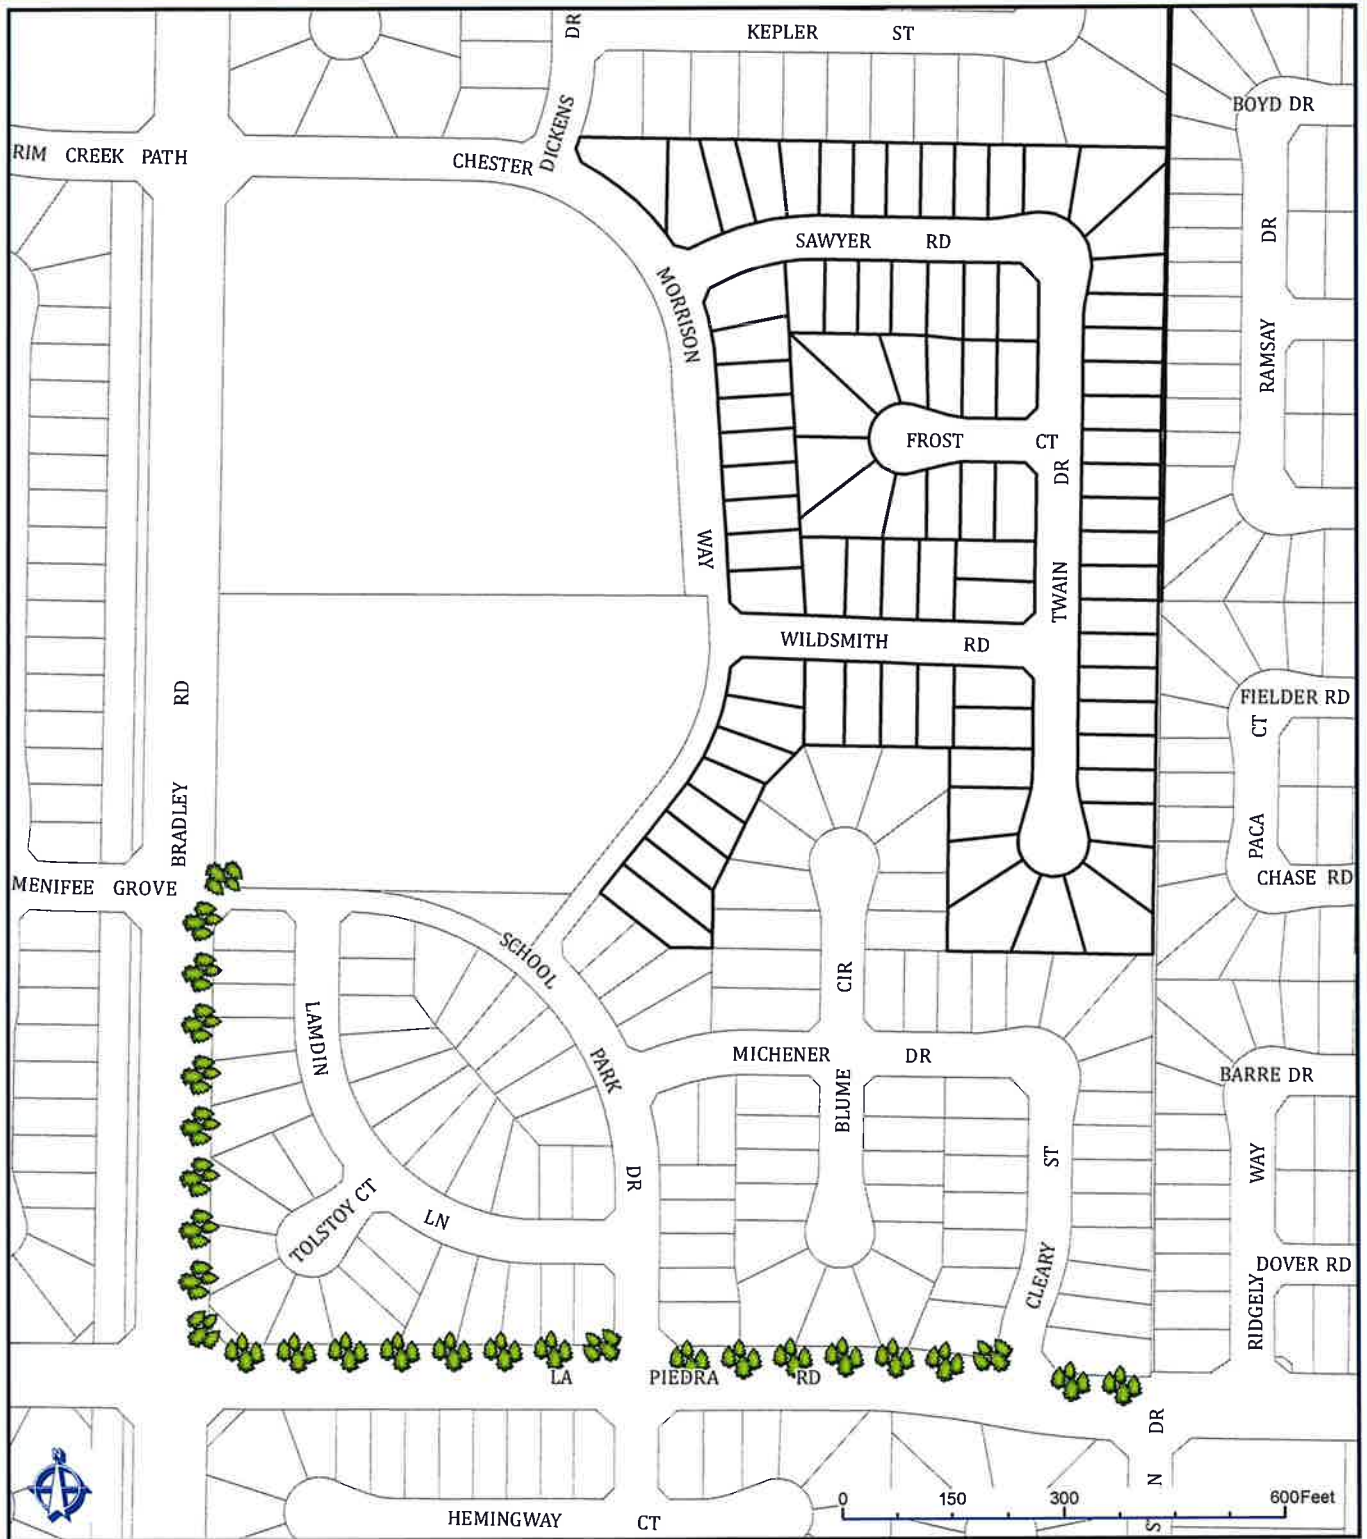 KEPLER ST
DR
BOYD DR
RIM CREEK PATH
CHESTER
DICKENS
SAWYER RD
DR
MORRISON
RAMSAY
FROST CT
DR
WAY
TWAIN
WILDSMITH RD
RD
FIELDER RD
CT
BRADLEY
PACA
CHASE RD
MENIFEE GROVE
SCHOOL
CIR
LAMDIN
PARK
MICHENER DR
BLUME
BARRE DR
ST
WAY
DR
TOLSTOY CT
LN
CLEARY
DOVER RD
RIDGELY
LA PIEDRA RD
DR
N
S
N
0 150 300 600Feet
HEMINGWAY CT